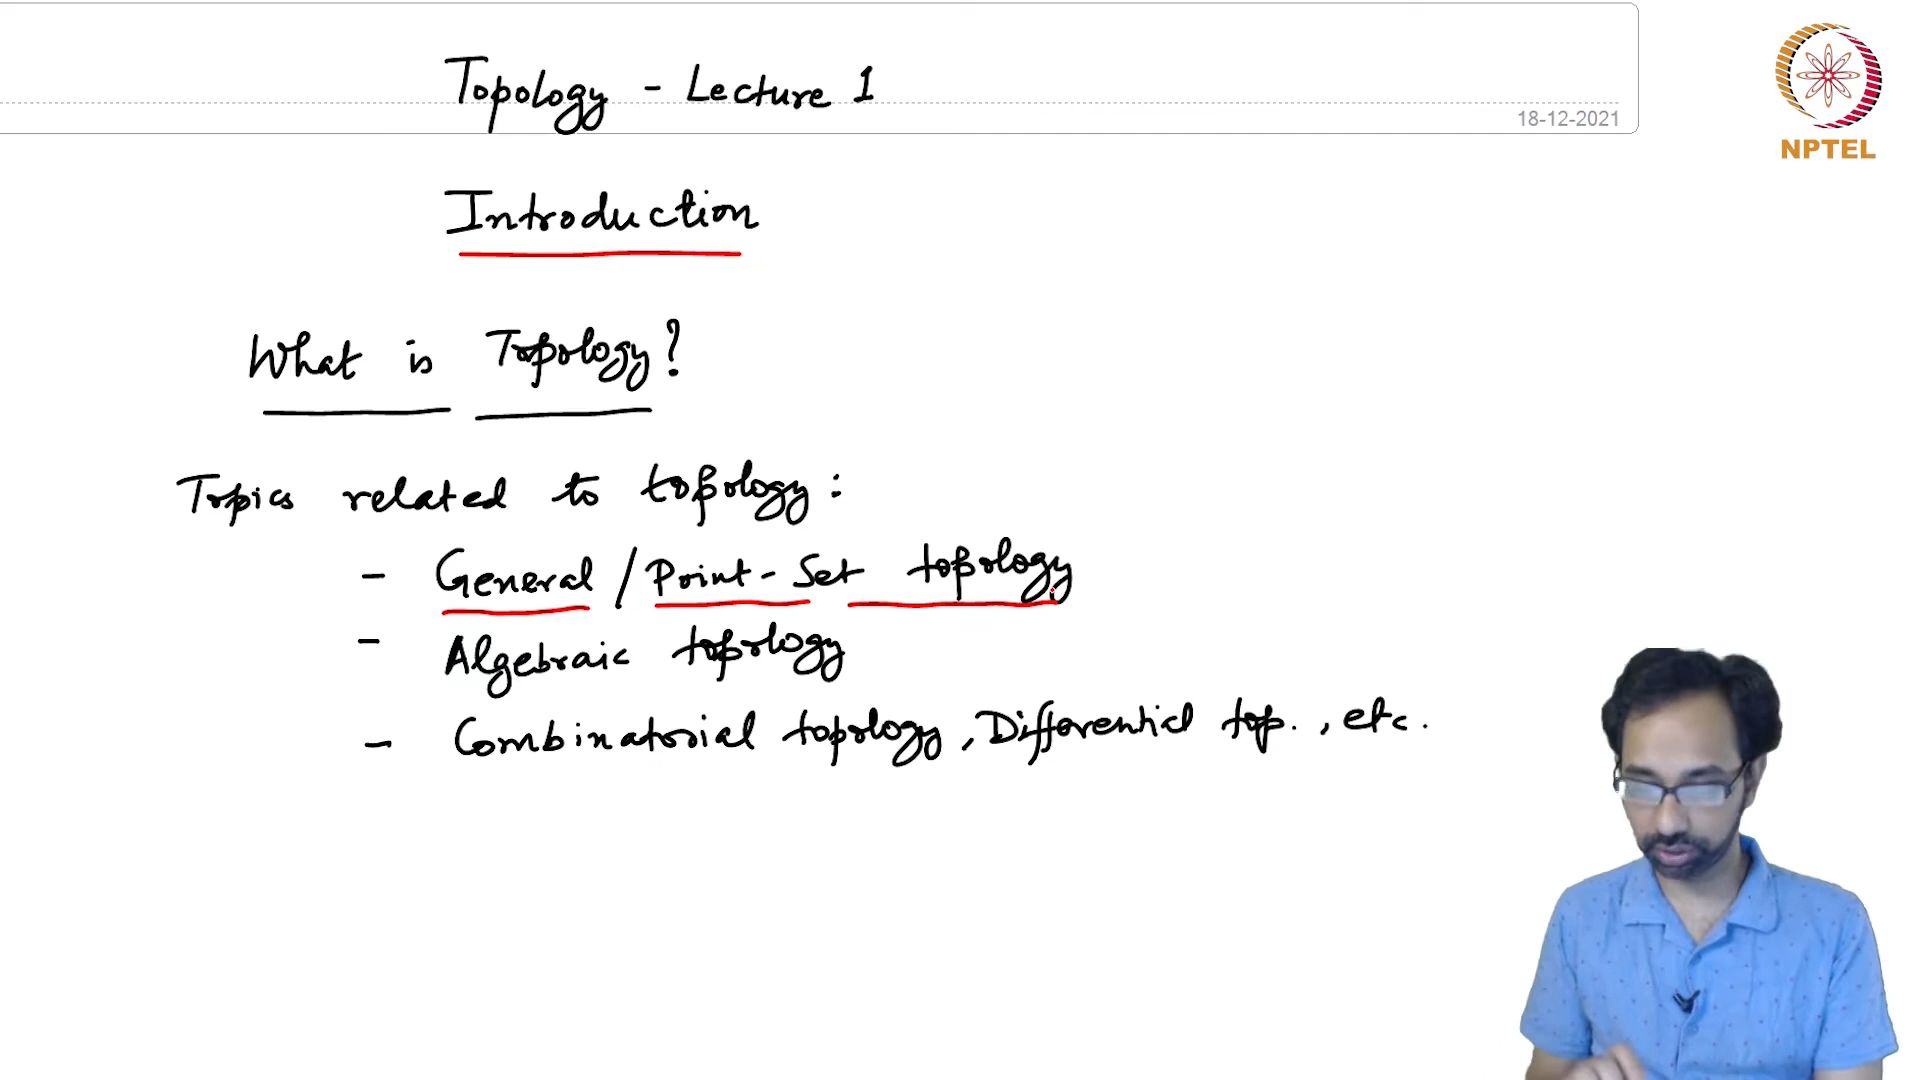 Topology - Lecture 1
18-12-2021
NPTEL
Introduction
What is Topology?
Topics related to topology:
- General / Point-Set topology
- Algebraic topology
- Combinatorial topology, Differential top., etc.